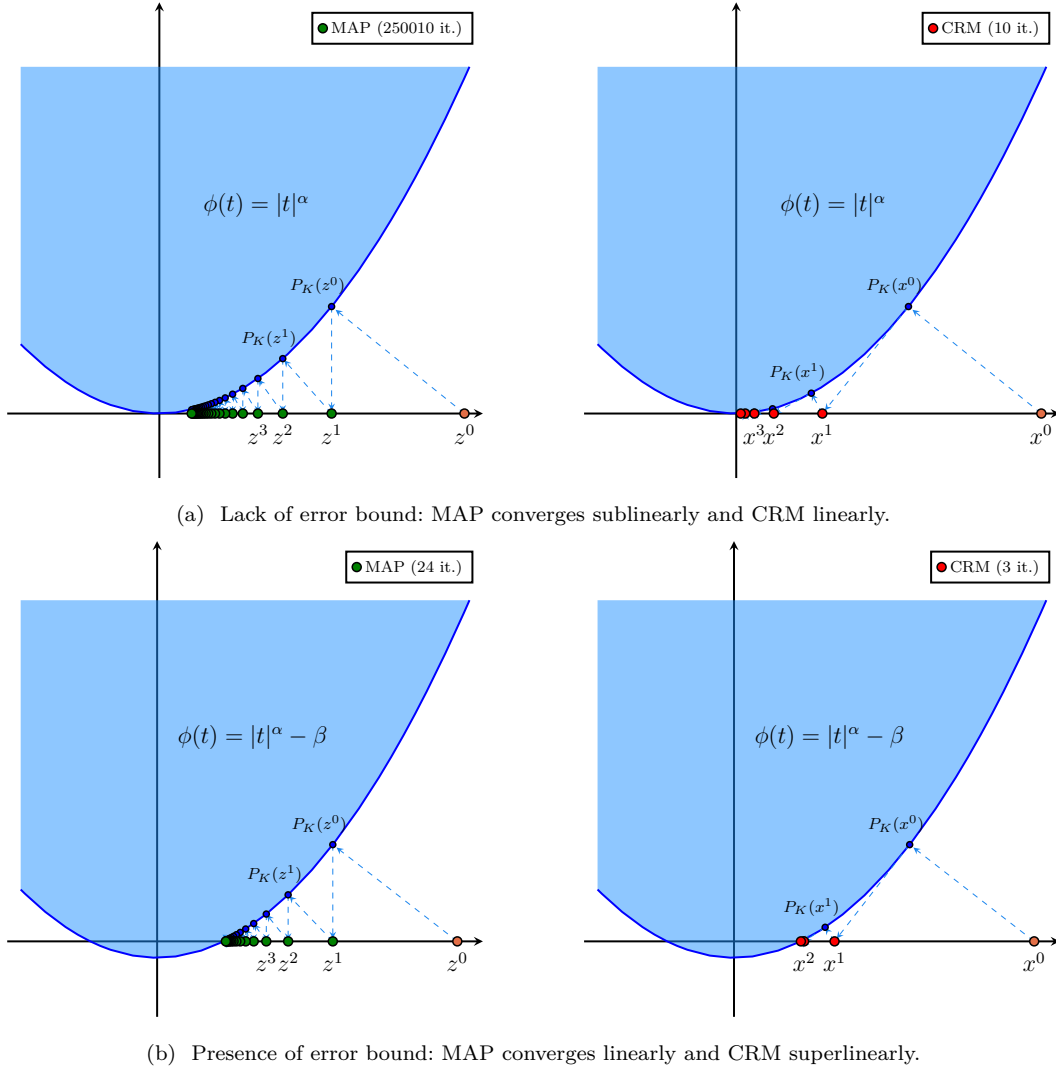 MAP (250010 it.)
CRM (10 it.)
ϕ(t) = |t|^α
ϕ(t) = |t|^α
P_K(z^0)
P_K(x^0)
P_K(z^1)
P_K(x^1)
z^3 z^2 z^1 z^0
x^3 x^2 x^1 x^0
(a) Lack of error bound: MAP converges sublinearly and CRM linearly.
MAP (24 it.)
CRM (3 it.)
ϕ(t) = |t|^α − β
ϕ(t) = |t|^α − β
P_K(z^0)
P_K(x^0)
P_K(z^1)
P_K(x^1)
z^3 z^2 z^1 z^0
x^2 x^1 x^0
(b) Presence of error bound: MAP converges linearly and CRM superlinearly.